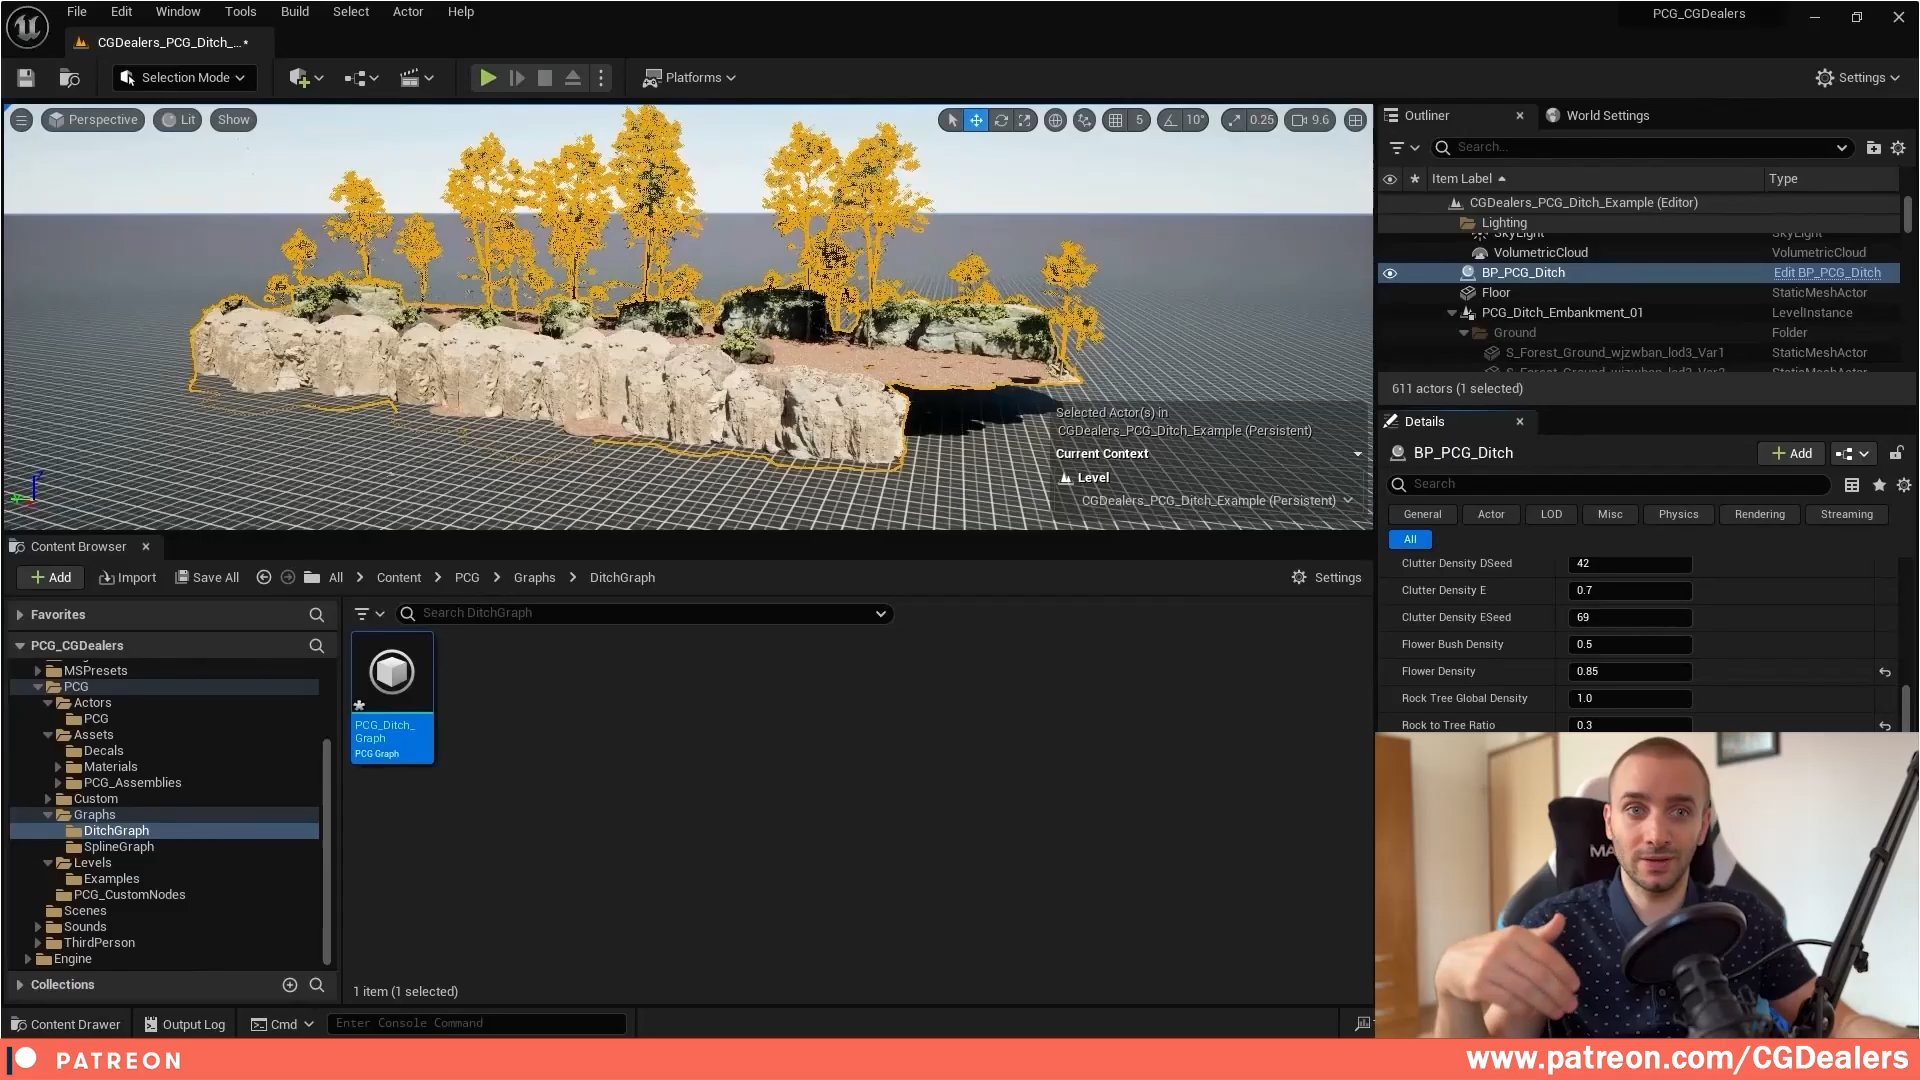 File Edit Window Tools Build Select Actor Help
PCG_CGDealers
CGDealers_PCG_Ditch_...*
Selection Mode
Platforms
Settings
Perspective
Lit
Show
5
10°
0.25
9.6
Selected Actor(s) in
CGDealers_PCG_Ditch_Example (Persistent)
Current Context
Level
CGDealers_PCG_Ditch_Example (Persistent)
Outliner
World Settings
Search...
Item Label
Type
CGDealers_PCG_Ditch_Example (Editor)
Lighting
SkyLight SkyLight
VolumetricCloud VolumetricCloud
BP_PCG_Ditch Edit BP_PCG_Ditch
Floor StaticMeshActor
PCG_Ditch_Embankment_01 LevelInstance
Ground Folder
S_Forest_Ground_wjzwban_lod3_Var1 StaticMeshActor
S_Forest_Ground_wjzwban_lod3_Var2 StaticMeshActor
611 actors (1 selected)
Details
BP_PCG_Ditch
Add
Search
General Actor LOD Misc Physics Rendering Streaming
All
Clutter Density DSeed 42
Clutter Density E 0.7
Clutter Density ESeed 69
Flower Bush Density 0.5
Flower Density 0.85
Rock Tree Global Density 1.0
Rock to Tree Ratio 0.3
Content Browser
Add Import Save All All Content PCG Graphs DitchGraph Settings
Favorites
Search DitchGraph
PCG_CGDealers
MSPresets
PCG
Actors
PCG
Assets
Decals
Materials
PCG_Assemblies
Custom
Graphs
DitchGraph
SplineGraph
Levels
Examples
PCG_CustomNodes
Scenes
Sounds
ThirdPerson
Engine
Collections
PCG_Ditch_
Graph
PCG Graph
1 item (1 selected)
Content Drawer Output Log Cmd Enter Console Command
MA
PATREON
www.patreon.com/CGDealers